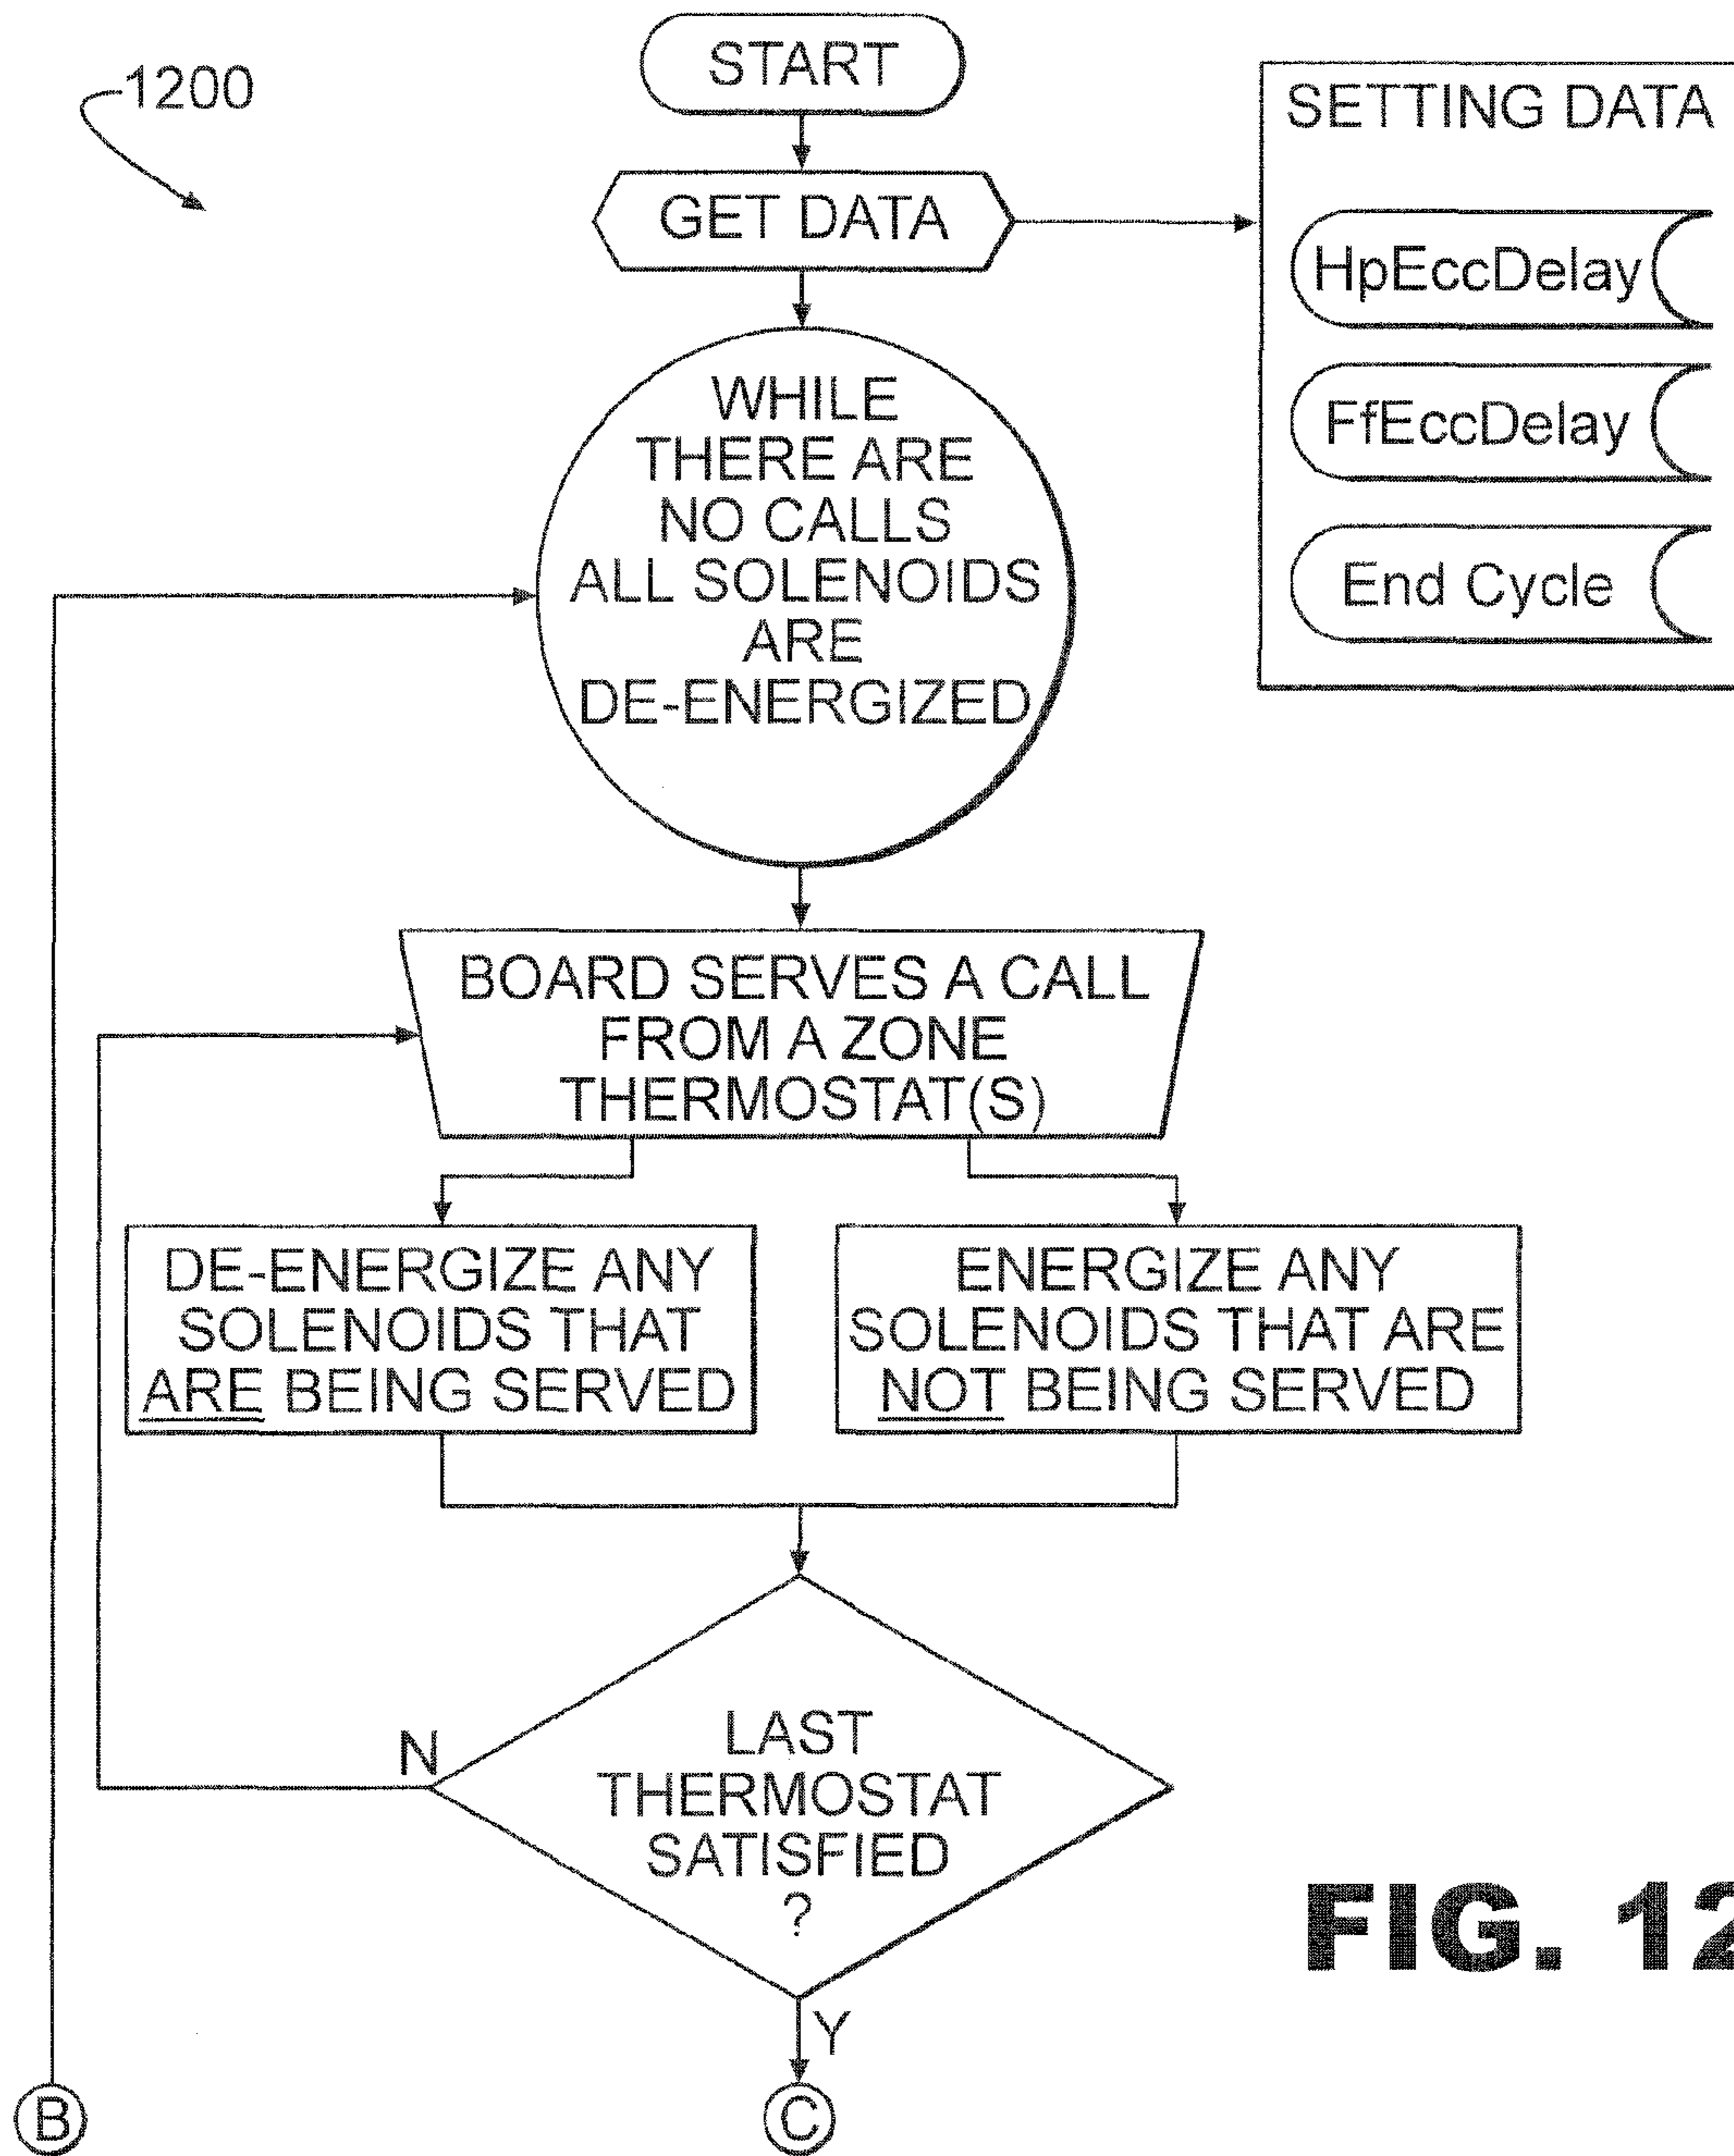 1200
START
SETTING DATA
GET DATA
HpEccDelay
FfEccDelay
End Cycle
WHILE
THERE ARE
NO CALLS
ALL SOLENOIDS
ARE
DE-ENERGIZED
BOARD SERVES A CALL
FROM A ZONE
THERMOSTAT(S)
DE-ENERGIZE ANY
SOLENOIDS THAT
ARE BEING SERVED
ENERGIZE ANY
SOLENOIDS THAT ARE
NOT BEING SERVED
N
LAST
THERMOSTAT
SATISFIED
?
Y
FIG. 12
B
C